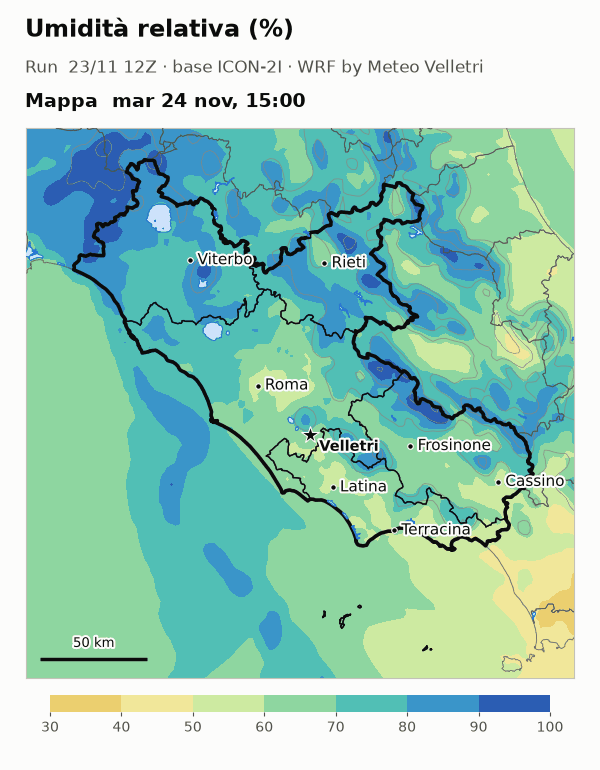 Umidità relativa (%)
Run  23/11 12Z · base ICON-2I · WRF by Meteo Velletri
Mappa  mar 24 nov, 15:00
Viterbo
Rieti
Roma
Velletri
Frosinone
Cassino
Latina
Terracina
50 km
30 40 50 60 70 80 90 100